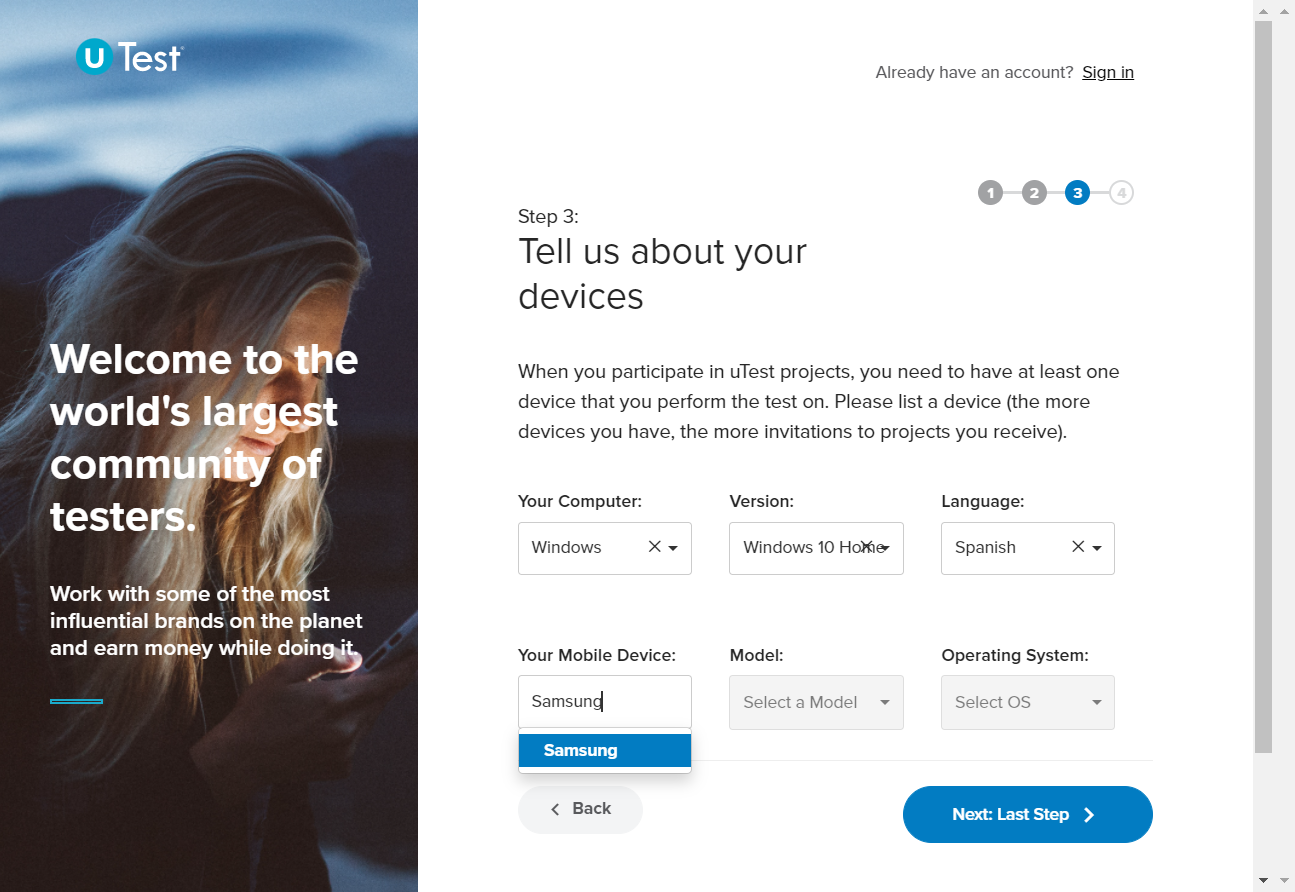 U Test
Already have an account? Sign in
1 2 3 4
Step 3:
Tell us about your
devices
Welcome to the
world's largest
community of
testers.
Work with some of the most
influential brands on the planet
and earn money while doing it.
When you participate in uTest projects, you need to have at least one
device that you perform the test on. Please list a device (the more
devices you have, the more invitations to projects you receive).
Your Computer: Version: Language:
Windows Windows 10 Home Spanish
Your Mobile Device: Model: Operating System:
Samsung Select a Model Select OS
Samsung
Back Next: Last Step